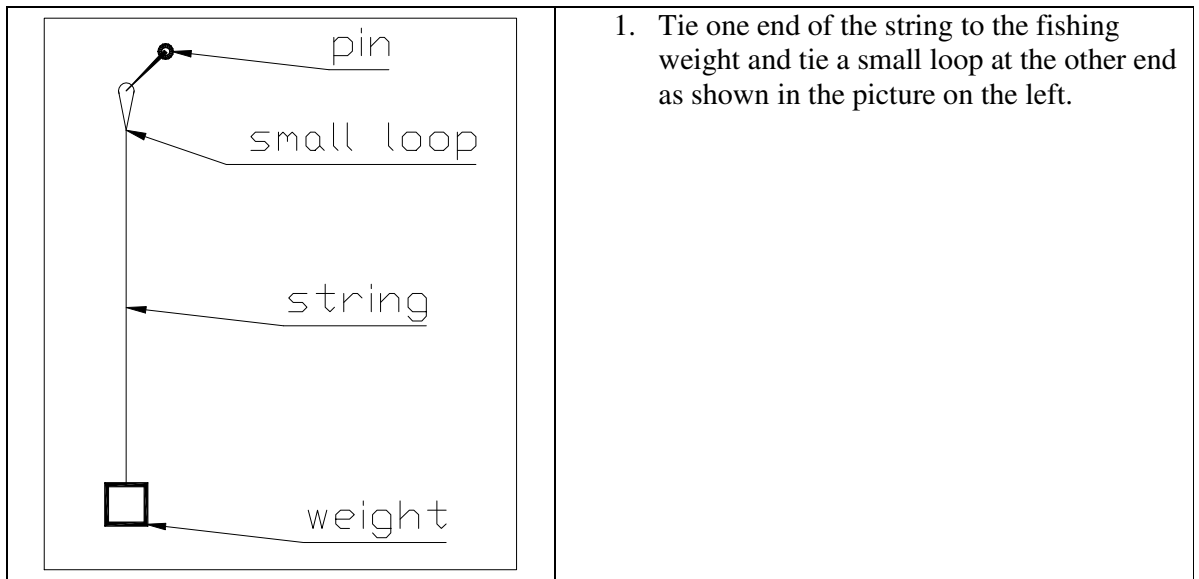 pin
small loop
string
weight
1. Tie one end of the string to the fishing
weight and tie a small loop at the other end
as shown in the picture on the left.